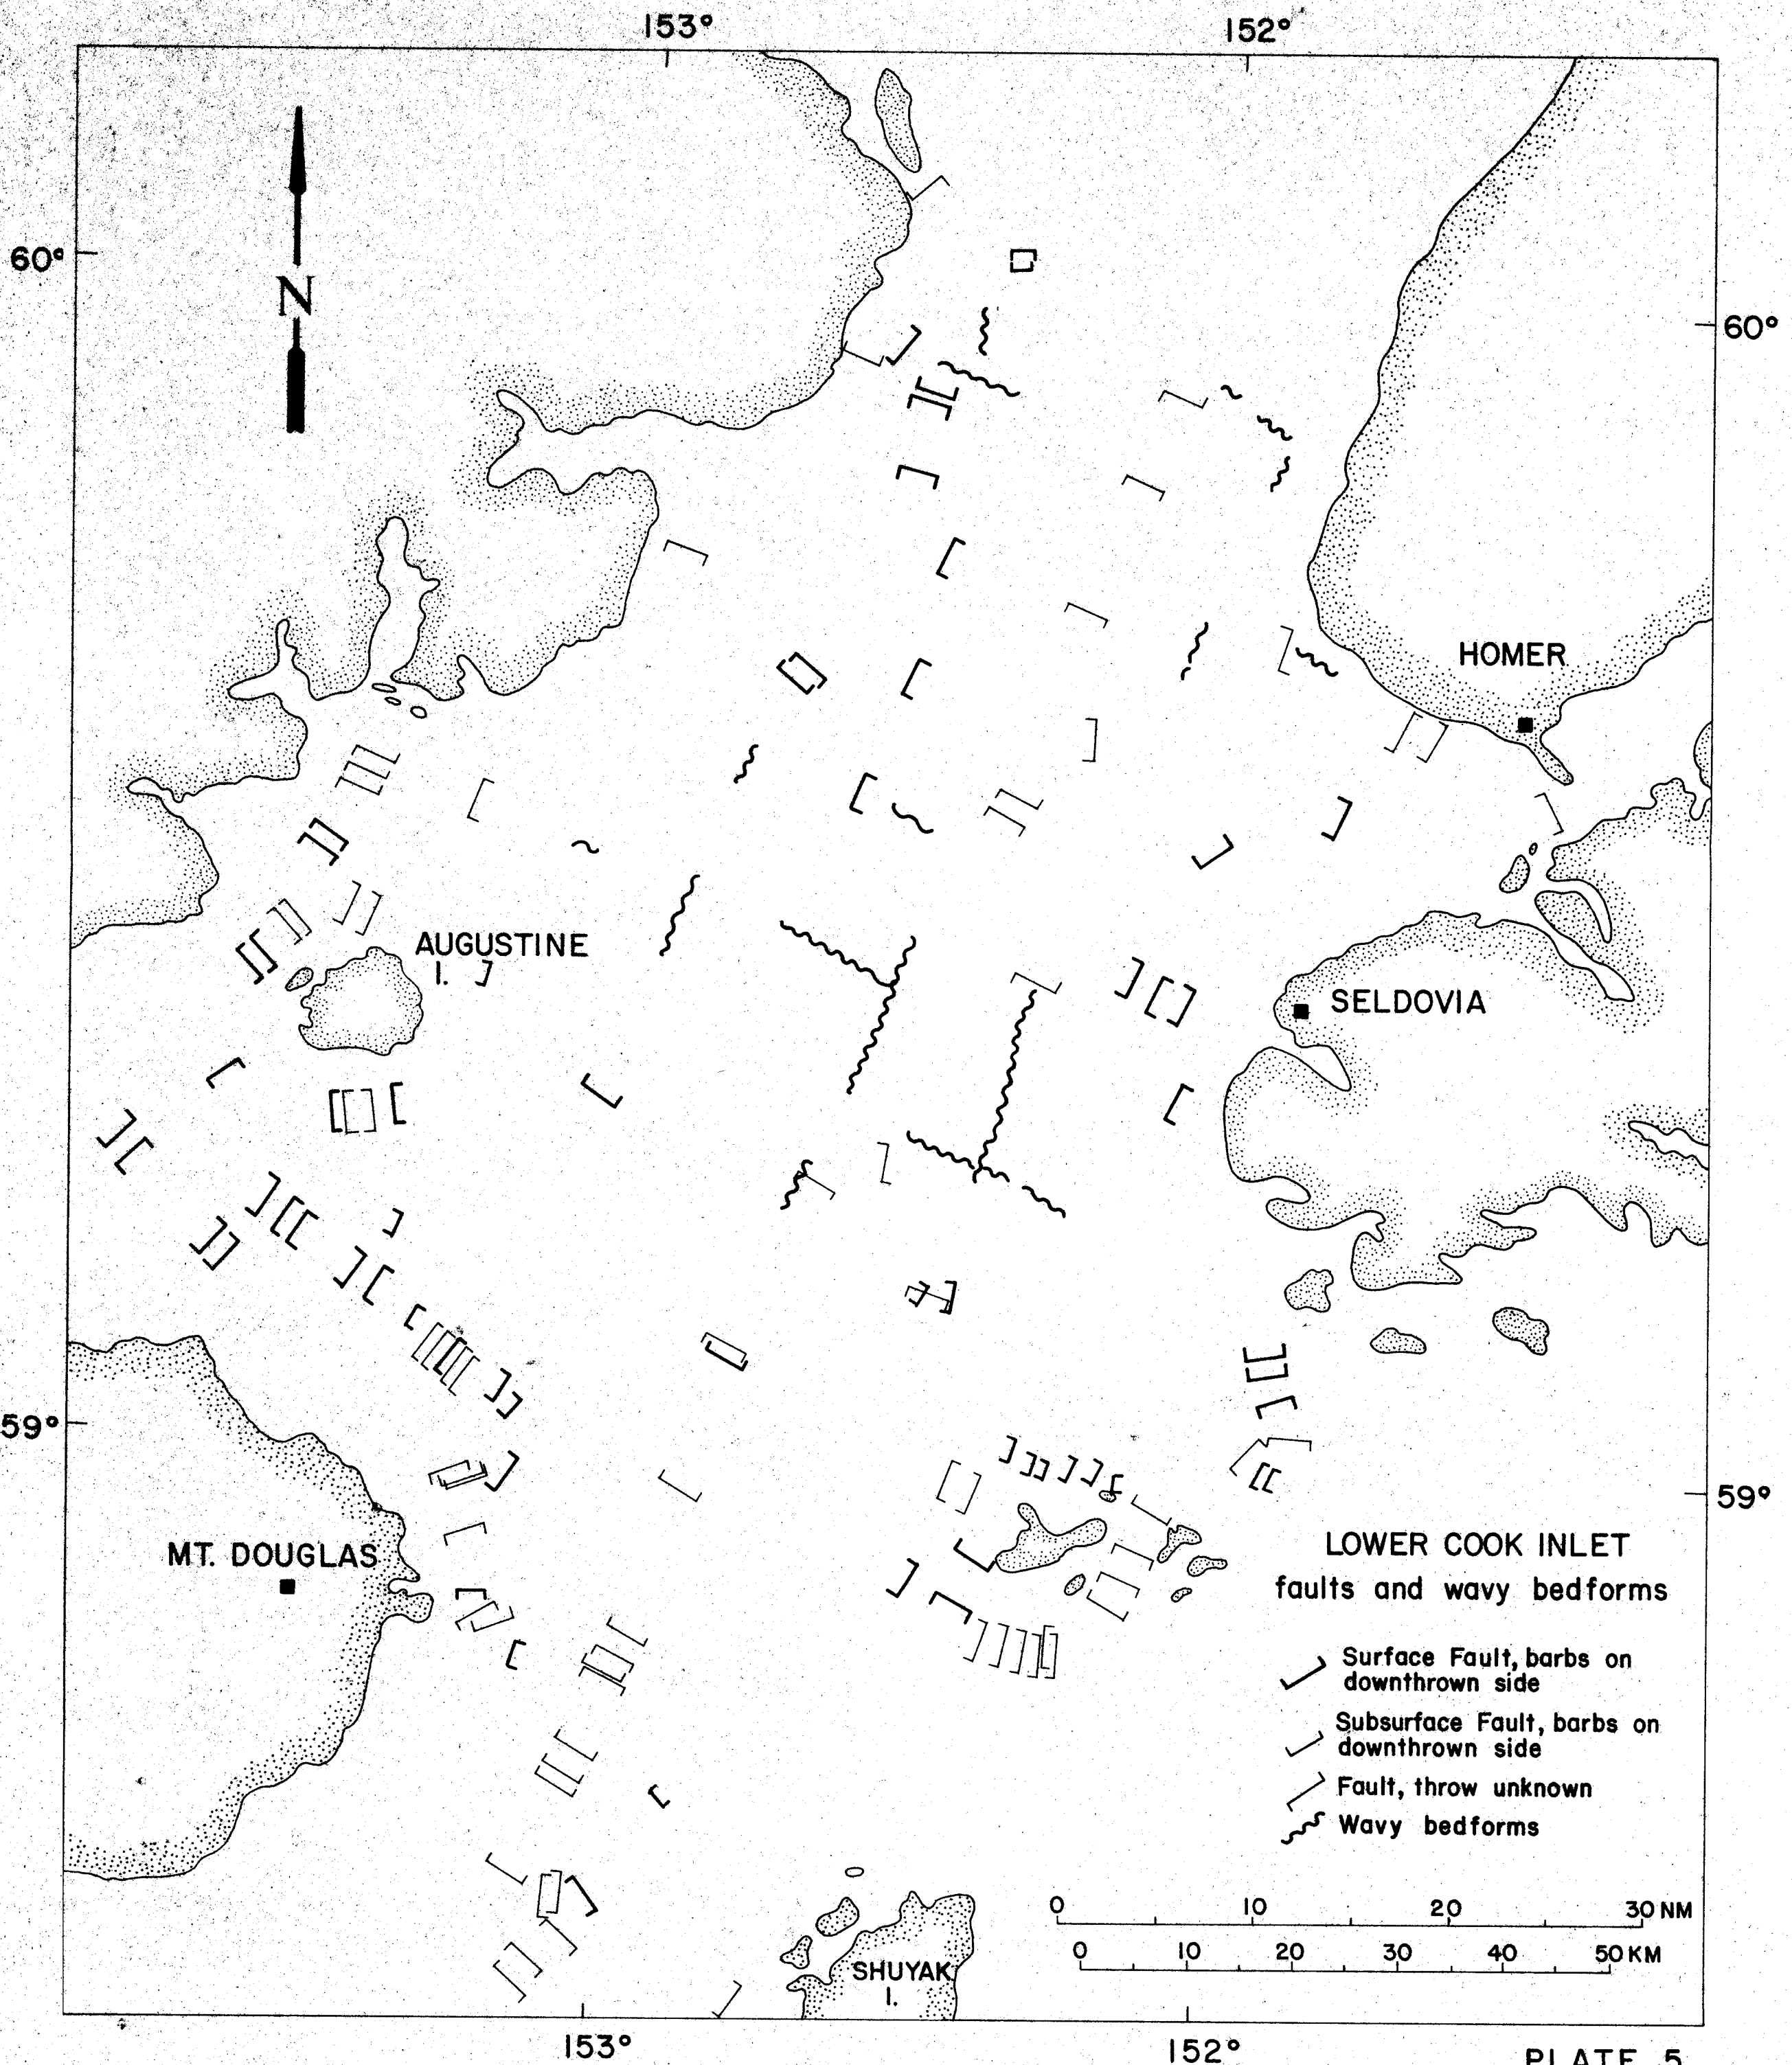 153° 152°
60°
N
60°
HOMER
AUGUSTINE
I.
SELDOVIA
59°
59°
MT. DOUGLAS
LOWER COOK INLET
faults and wavy bedforms
Surface Fault, barbs on
downthrown side
Subsurface Fault, barbs on
downthrown side
Fault, throw unknown
Wavy bedforms
0 10 20 30 NM
0 10 20 30 40 50 KM
SHUYAK
I.
153° 152°
PLATE 5